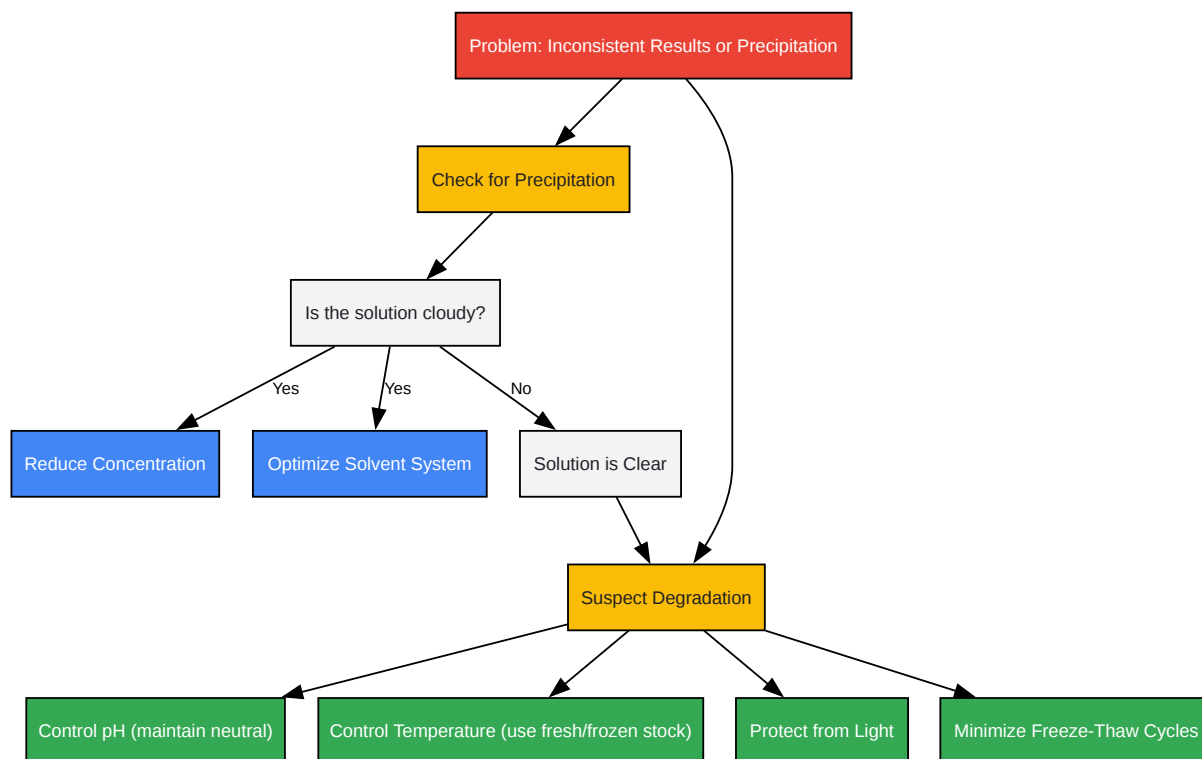 Problem: Inconsistent Results or Precipitation
Check for Precipitation
Is the solution cloudy?
Yes
Yes
No
Reduce Concentration
Optimize Solvent System
Solution is Clear
Suspect Degradation
Control pH (maintain neutral)
Control Temperature (use fresh/frozen stock)
Protect from Light
Minimize Freeze-Thaw Cycles